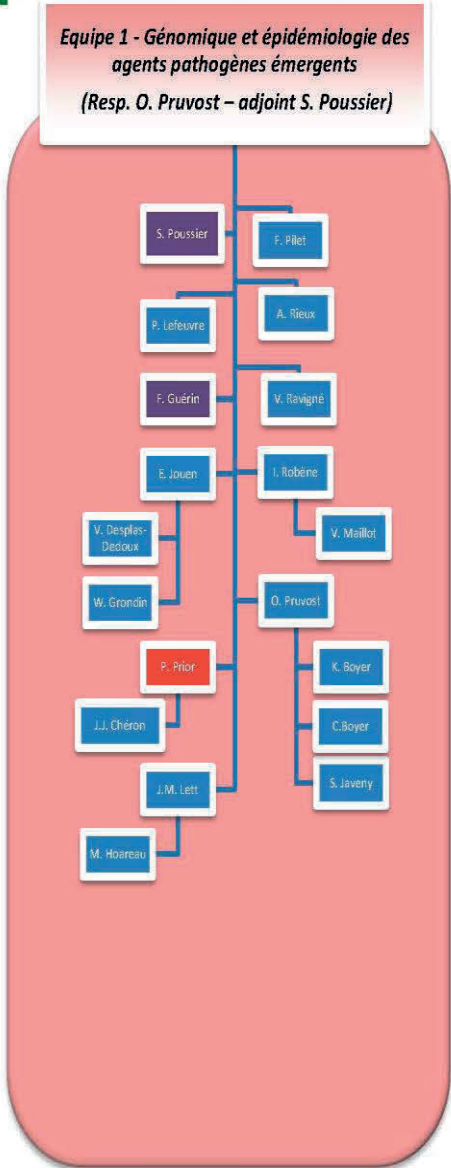 Equipe 1 - Génomique et épidémiologie des
agents pathogènes émergents
(Resp. O. Pruvost – adjoint S. Poussier)
S. Poussier
F. Pilet
P. Lefeuvre
A. Rieux
F. Guérin
V. Ravigné
E. Jouen
I. Robène
V. Desplas-
Dedoux
V. Maillot
W. Grondin
O. Pruvost
P. Prior
K. Boyer
J.J. Chéron
C.Boyer
J.M. Lett
S. Javeny
M. Hoareau